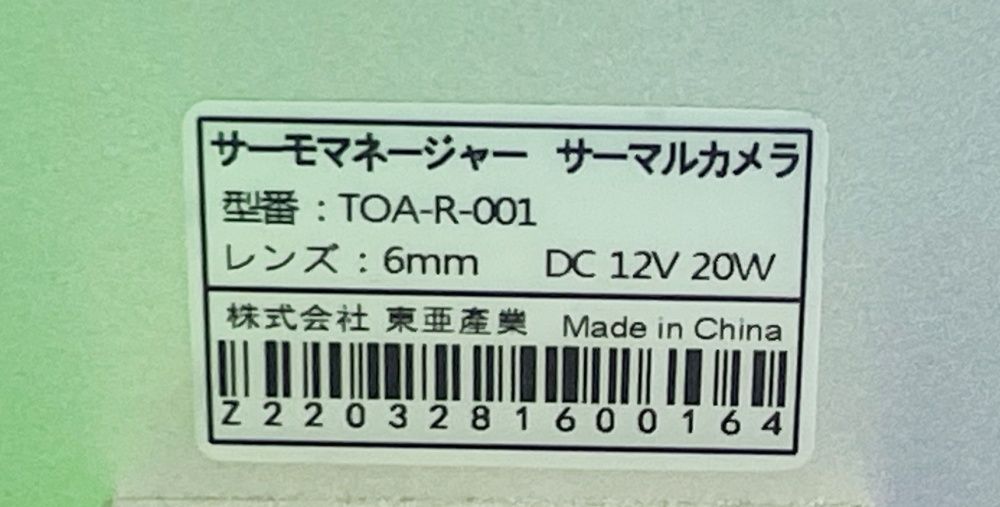 サーモマネージャー サーマルカメラ
型番：TOA-R-001
レンズ：6mm DC 12V 20W
株式会社 東亜産業 Made in China
Z2203281600164